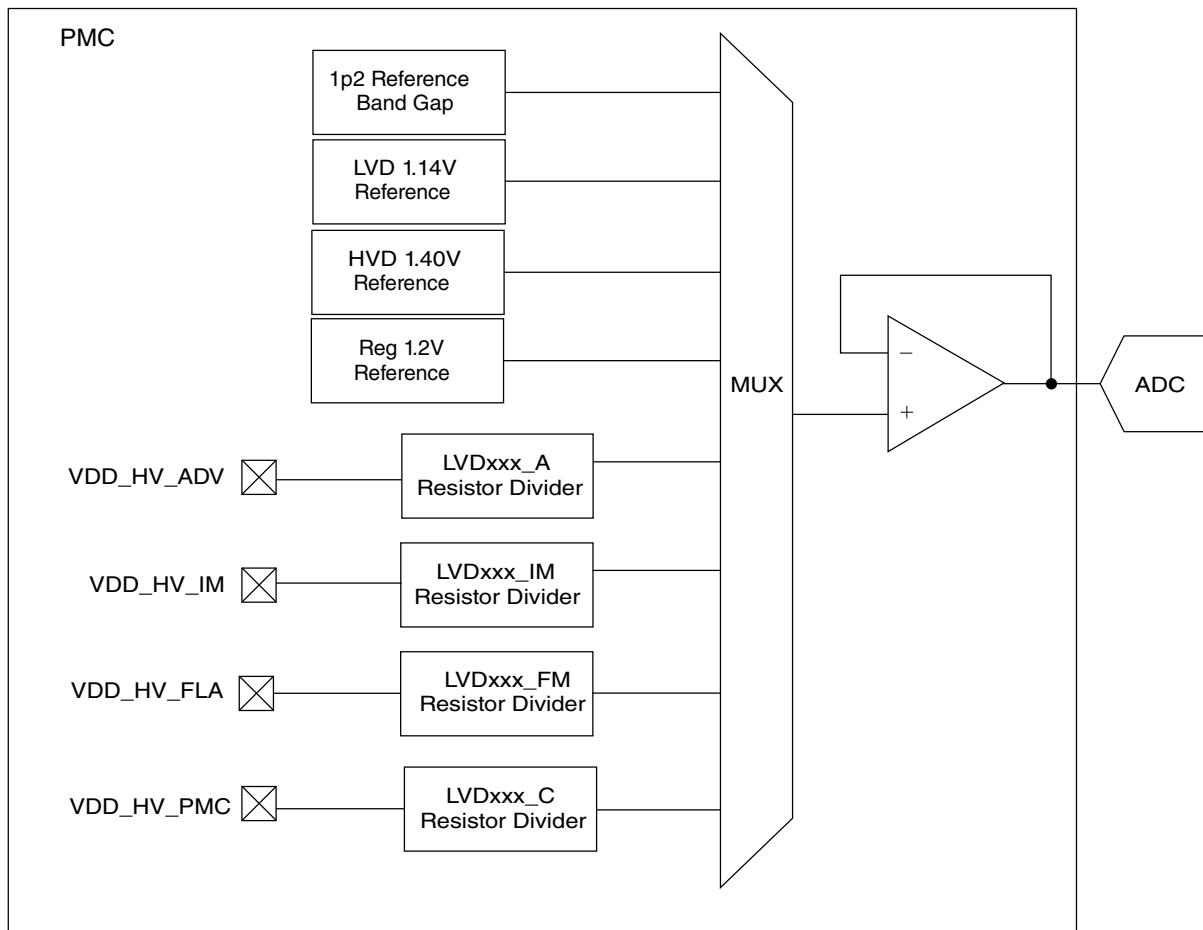 PMC
1p2 Reference
Band Gap
LVD 1.14V
Reference
HVD 1.40V
Reference
Reg 1.2V
Reference
MUX
−
+
ADC
VDD_HV_ADV
LVDxxx_A
Resistor Divider
VDD_HV_IM
LVDxxx_IM
Resistor Divider
VDD_HV_FLA
LVDxxx_FM
Resistor Divider
VDD_HV_PMC
LVDxxx_C
Resistor Divider